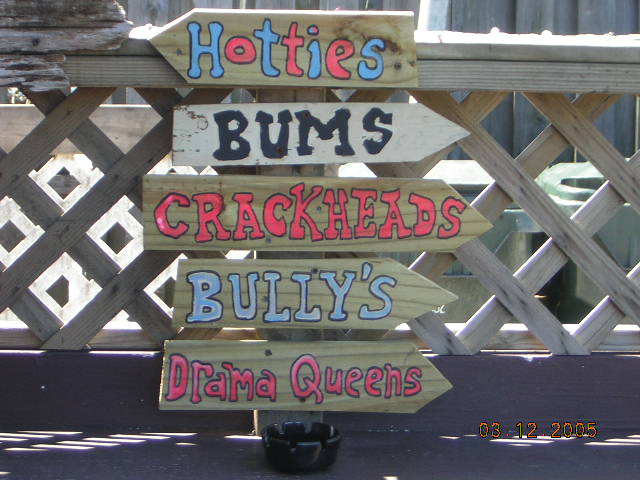 Hotties
BUMS
CRACKHEADS
BULLY'S
Drama Queens
03.12.2005